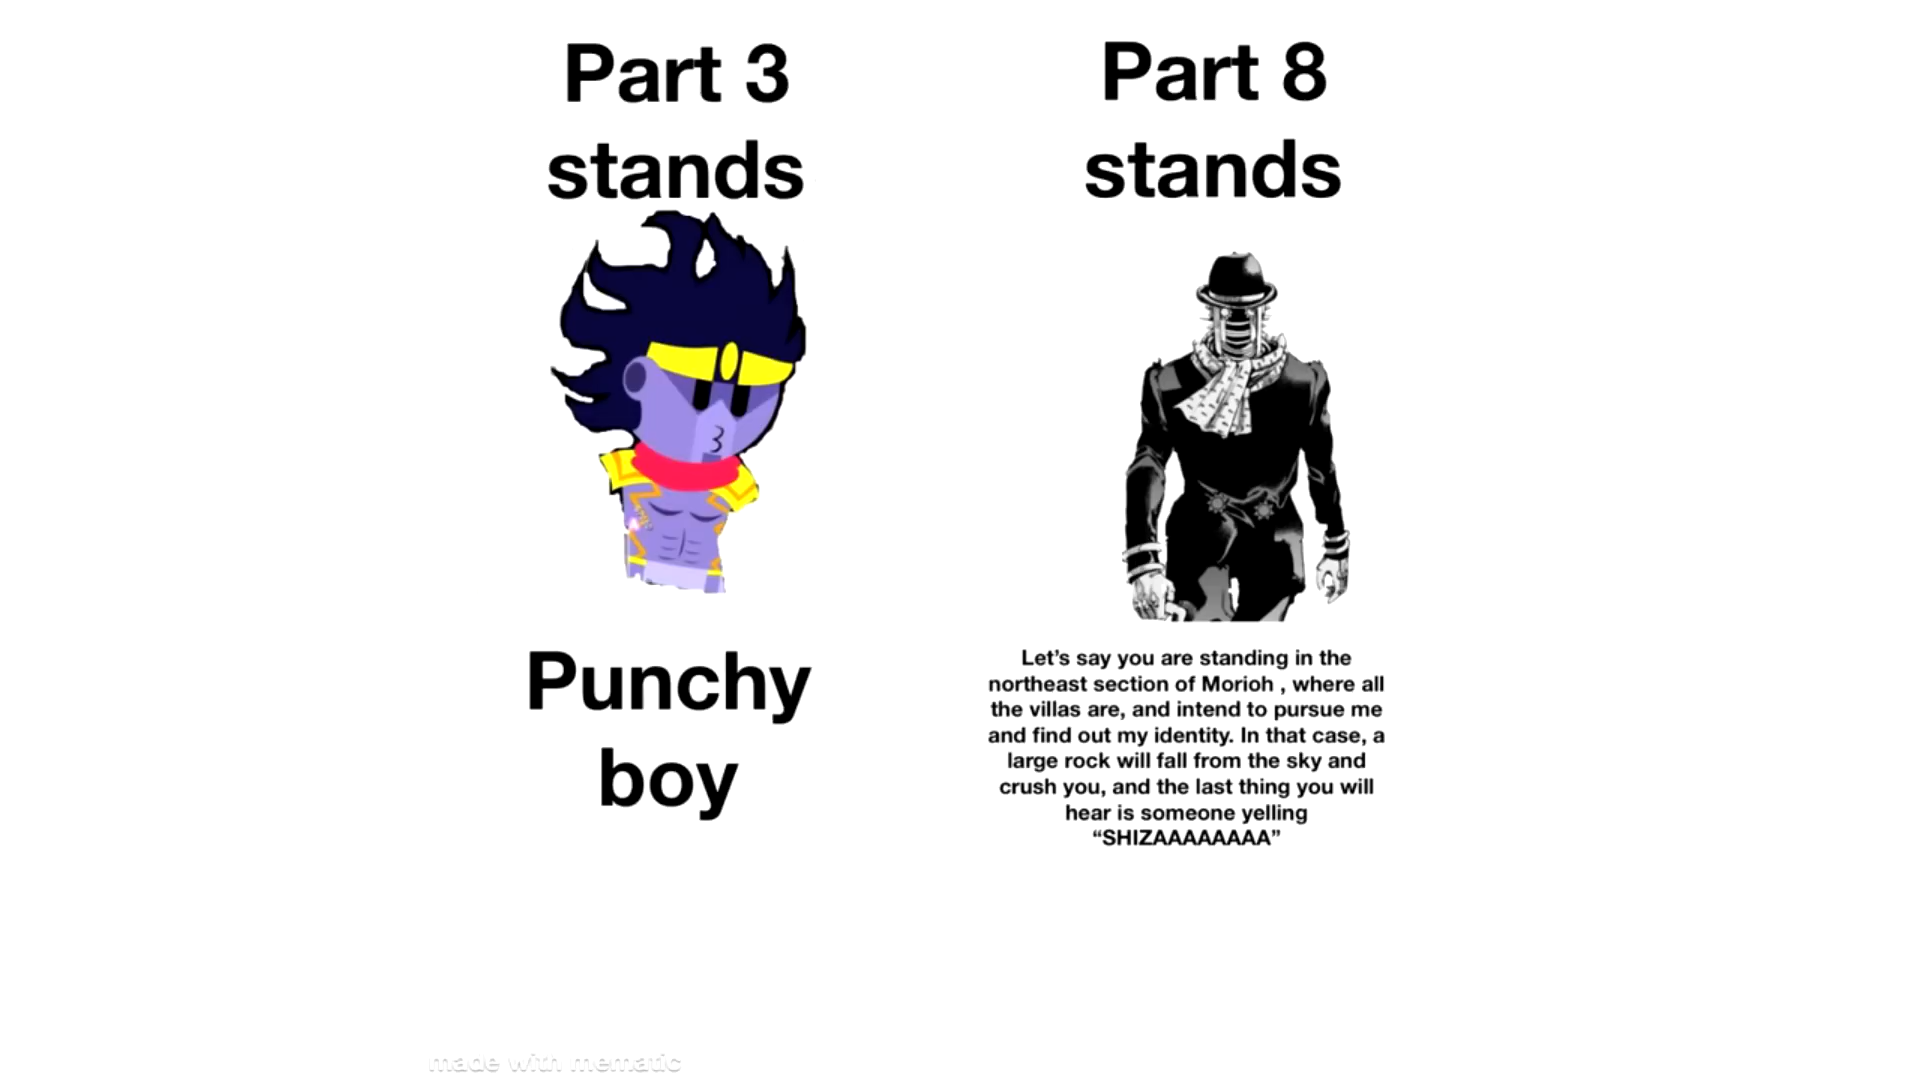 Part 3
stands
Punchy
boy
Part 8
stands
Let’s say you are standing in the
northeast section of Morioh , where all
the villas are, and intend to pursue me
and find out my identity. In that case, a
large rock will fall from the sky and
crush you, and the last thing you will
hear is someone yelling
“SHIZAAAAAAAA”
made with mematic